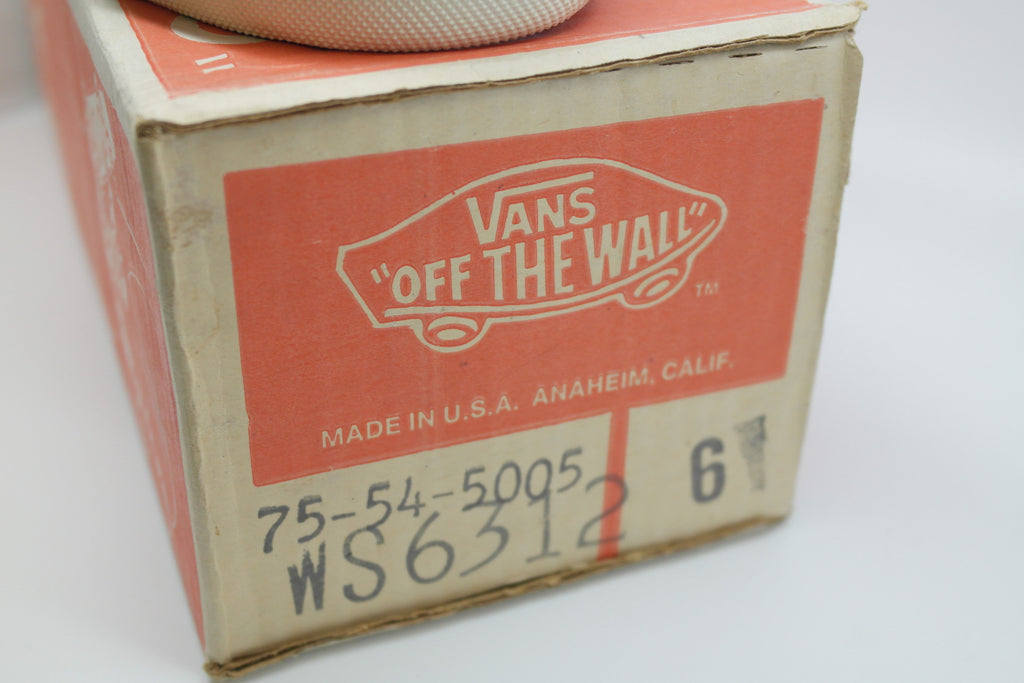 VANS
"OFF THE WALL"
TM
MADE IN U.S.A. ANAHEIM, CALIF.
75-54-5005
6
WS6312